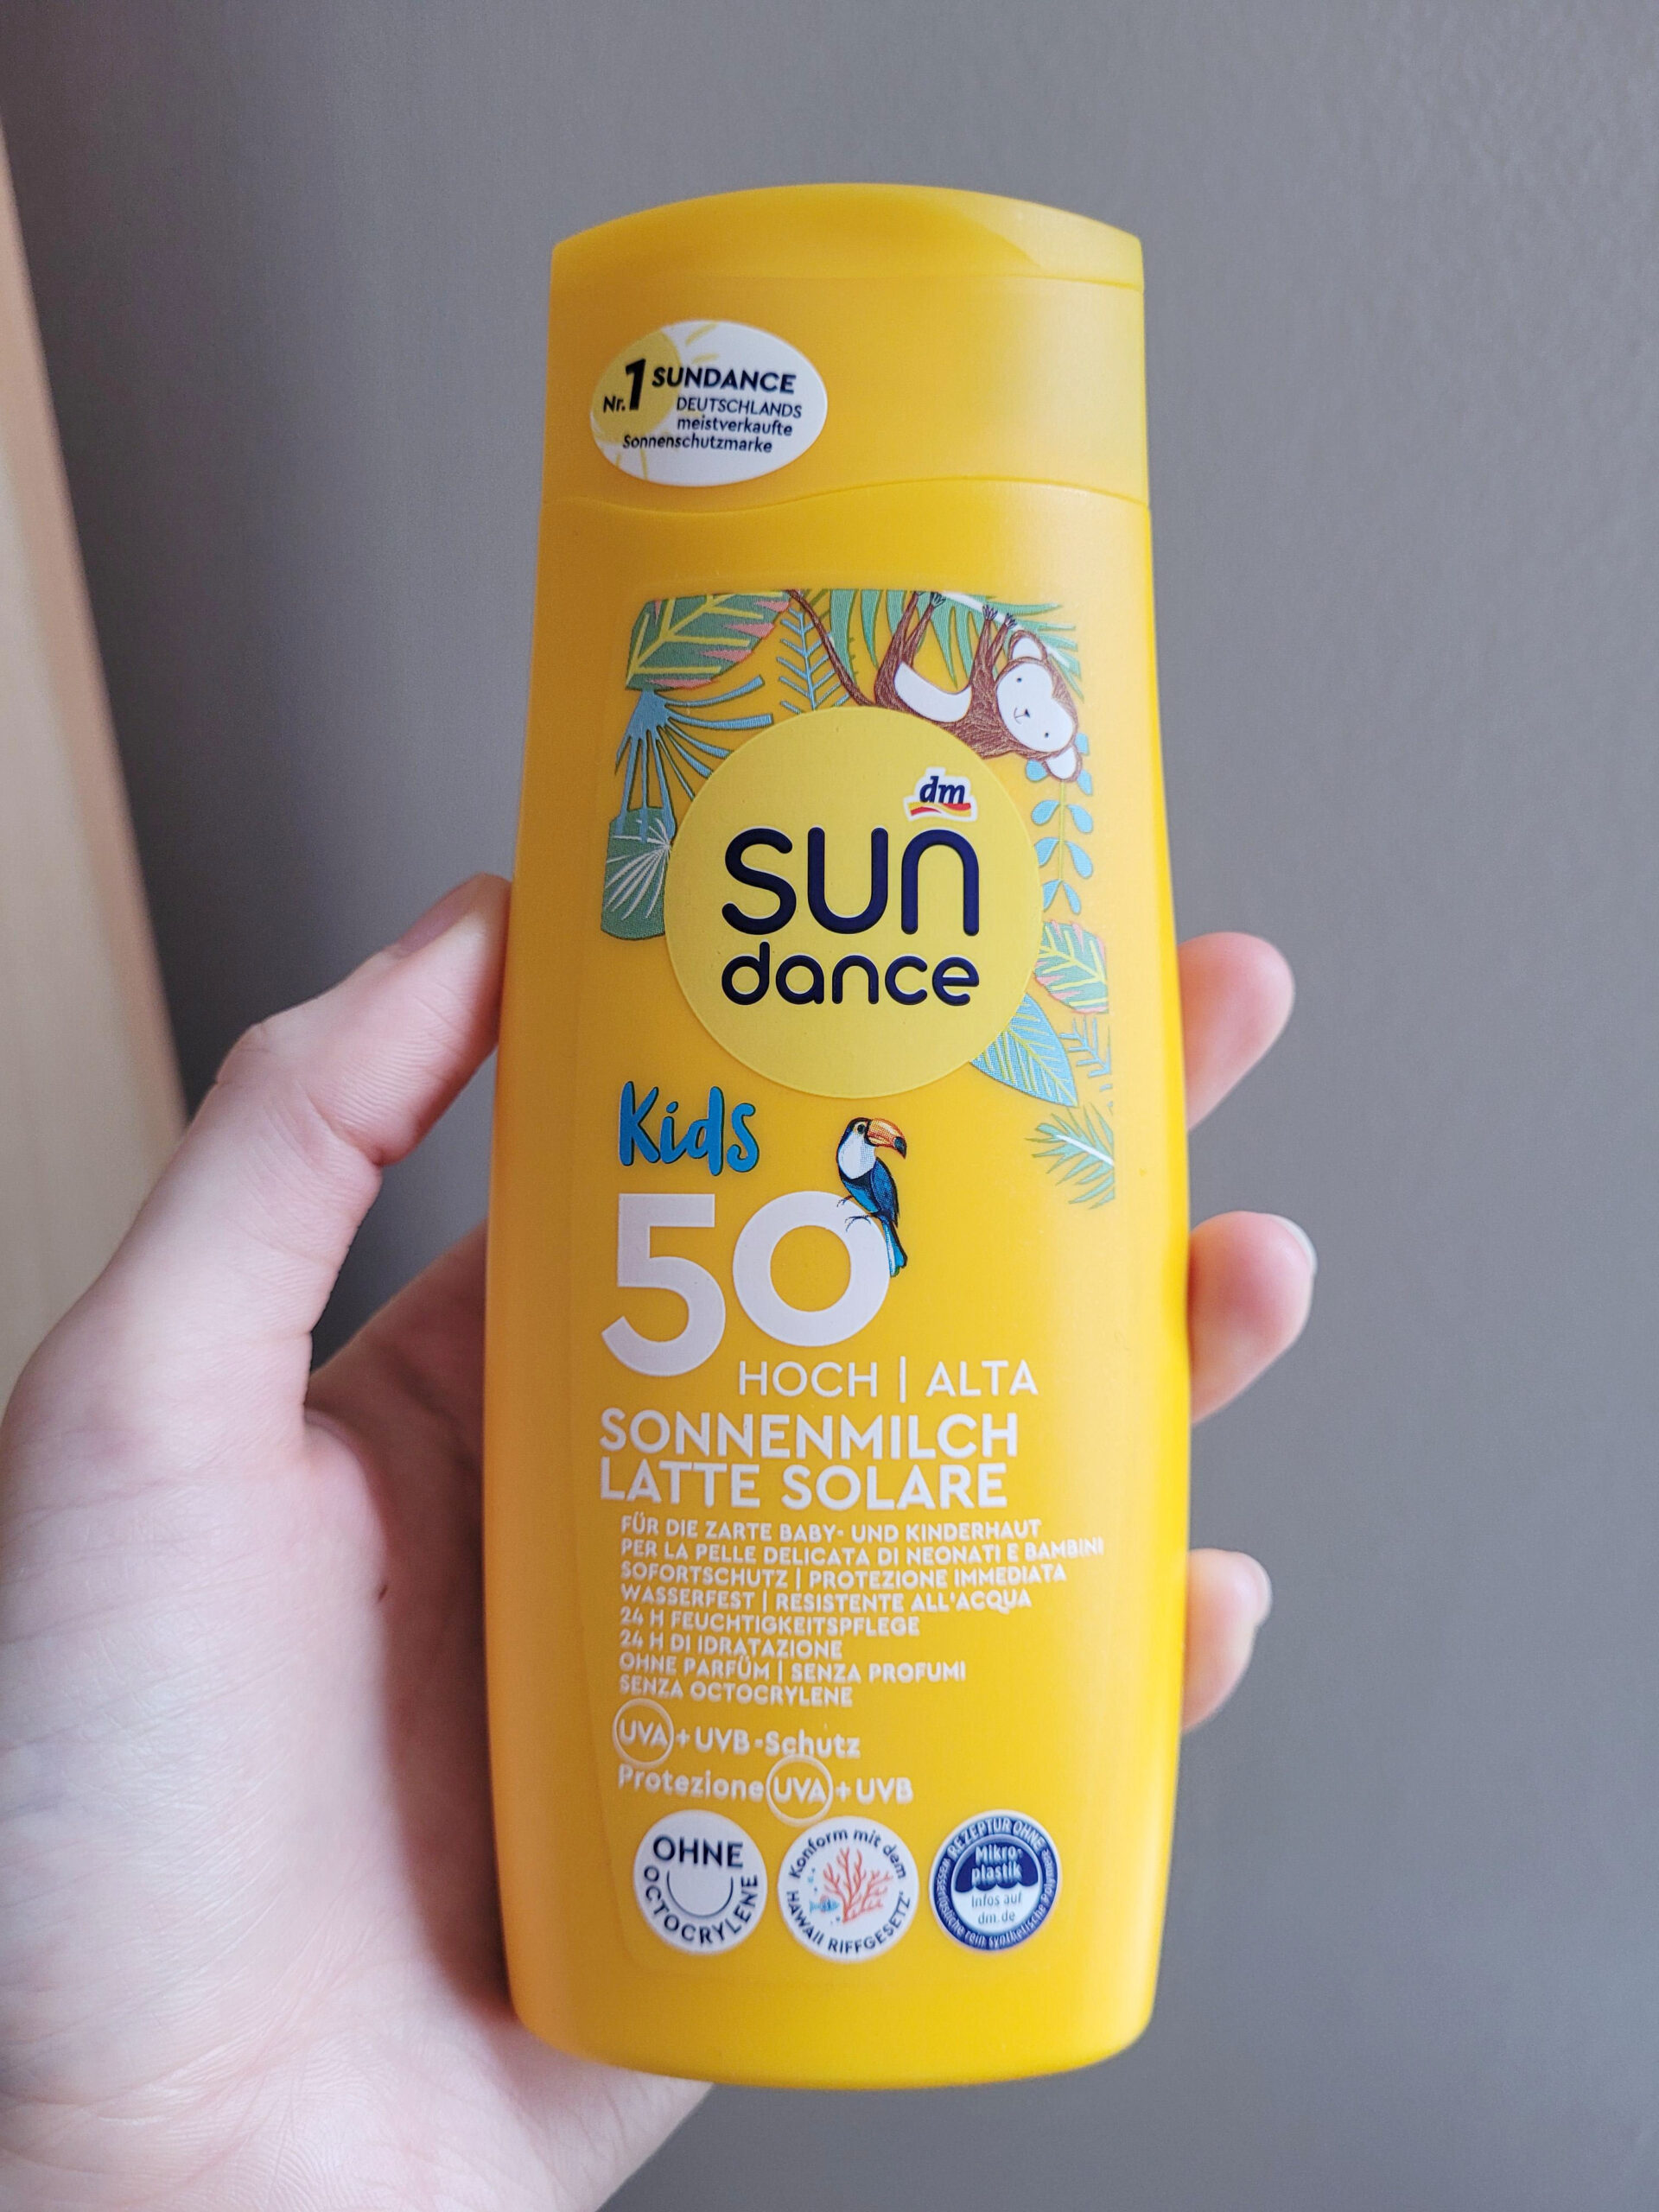 Nr. 1 SUNDANCE
DEUTSCHLANDS
meistverkaufte
Sonnenschutzmarke
dm
sun
dance
Kids
50
HOCH | ALTA
SONNENMILCH
LATTE SOLARE
FÜR DIE ZARTE BABY- UND KINDERHAUT
PER LA PELLE DELICATA DI NEONATI E BAMBINI
SOFORTSCHUTZ | PROTEZIONE IMMEDIATA
WASSERFEST | RESISTENTE ALL'ACQUA
24 H FEUCHTIGKEITSPFLEGE
24 H DI IDRATAZIONE
OHNE PARFÜM | SENZA PROFUMI
SENZA OCTOCRYLENE
UVA + UVB-Schutz
Protezione UVA + UVB
OHNE
OCTOCRYLENE
Konform mit dem
HAWAII RIFFGESETZ*
REZEPTUR OHNE
Mikro-
plastik
Infos auf
dm.de
wasserlösliche rein synthetische